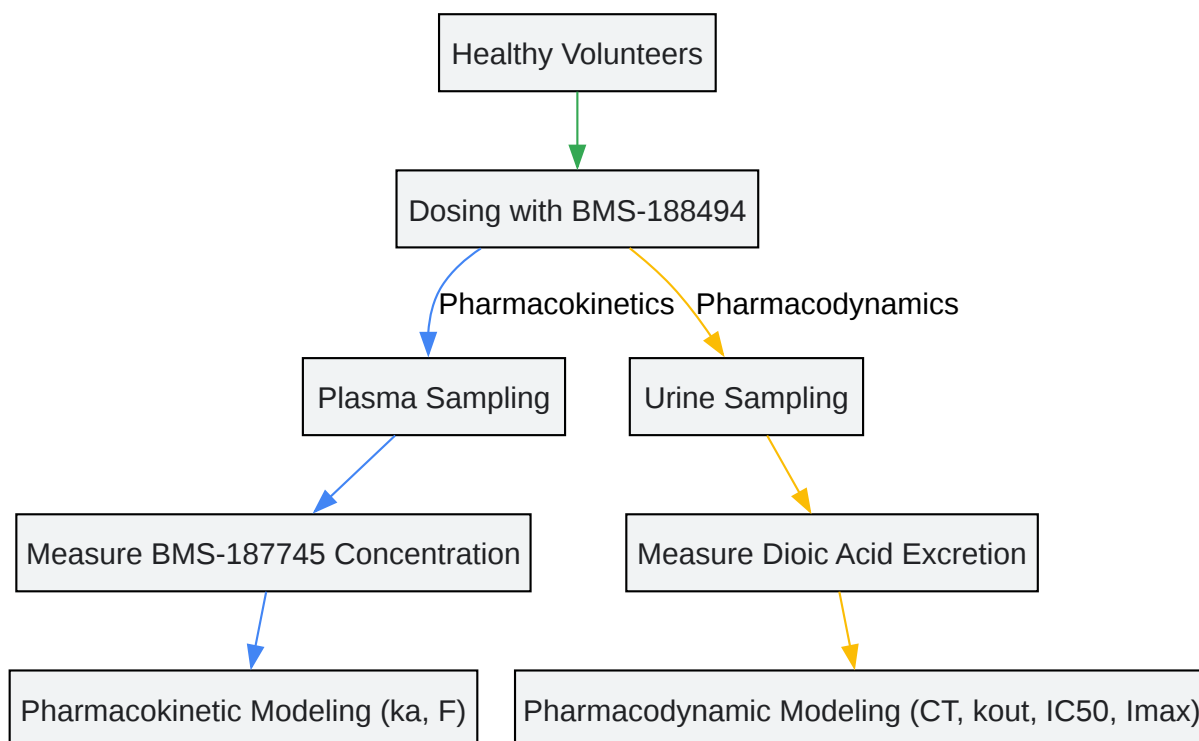 Healthy Volunteers
Dosing with BMS-188494
Pharmacokinetics
Pharmacodynamics
Plasma Sampling
Urine Sampling
Measure BMS-187745 Concentration
Measure Dioic Acid Excretion
Pharmacokinetic Modeling (ka, F)
Pharmacodynamic Modeling (CT, kout, IC50, Imax)